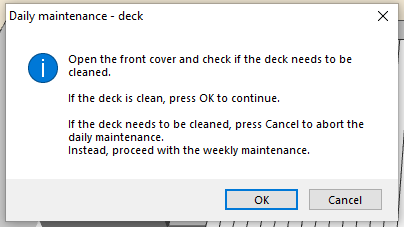 Daily maintenance - deck
Open the front cover and check if the deck needs to be
cleaned.
If the deck is clean, press OK to continue.
If the deck needs to be cleaned, press Cancel to abort the
daily maintenance.
Instead, proceed with the weekly maintenance.
OK
Cancel